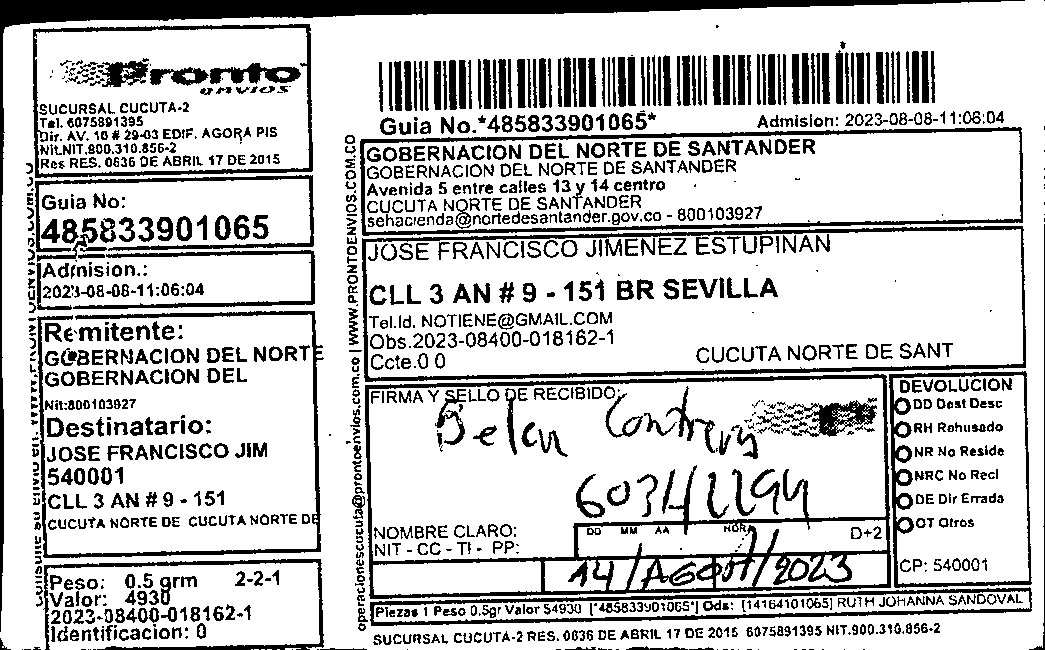 Pronto
envios
SUCURSAL CUCUTA-2
Tel. 6075891395
Dir. AV. 10 # 29-03 EDIF. AGORA PIS
Nit.NIT.800.310.856-2
Res RES. 0636 DE ABRIL 17 DE 2015
Guia No:
485833901065
Admision.:
2023-08-08-11:06:04
Remitente:
GOBERNACION DEL NORTE
GOBERNACION DEL
Nit:800103927
Destinatario:
JOSE FRANCISCO JIM
540001
CLL 3 AN # 9 - 151
CUCUTA NORTE DE CUCUTA NORTE DE
Peso: 0.5 grm 2-2-1
Valor: 4930
2023-08400-018162-1
Identificacion: 0
operacionescucuta@prontoenvios.com.co | WWW.PRONTOENVIOS.COM.CO
Guia No.*485833901065* Admision: 2023-08-08-11:06:04
GOBERNACION DEL NORTE DE SANTANDER
GOBERNACION DEL NORTE DE SANTANDER
Avenida 5 entre calles 13 y 14 centro
CUCUTA NORTE DE SANTANDER
sehacienda@nortedesantander.gov.co - 800103927
JOSE FRANCISCO JIMENEZ ESTUPINAN
CLL 3 AN # 9 - 151 BR SEVILLA
Tel.Id. NOTIENE@GMAIL.COM
Obs.2023-08400-018162-1
Ccte.0 0 CUCUTA NORTE DE SANT
FIRMA Y SELLO DE RECIBIDO:
Belen Contreras
NOMBRE CLARO:
NIT - CC - TI - PP:
DD MM AA HORA D+2
14/AGOST/2023
DEVOLUCION
DD Dest Desc
RH Rehusado
NR No Reside
NRC No Recl
DE Dir Errada
OT Otros
CP: 540001
Piezas 1 Peso 0.5gr Valor $4930 [*485833901065*] Ods: [14164101065] RUTH JOHANNA SANDOVAL
SUCURSAL CUCUTA-2 RES. 0636 DE ABRIL 17 DE 2015 6075891395 NIT.900.310.856-2